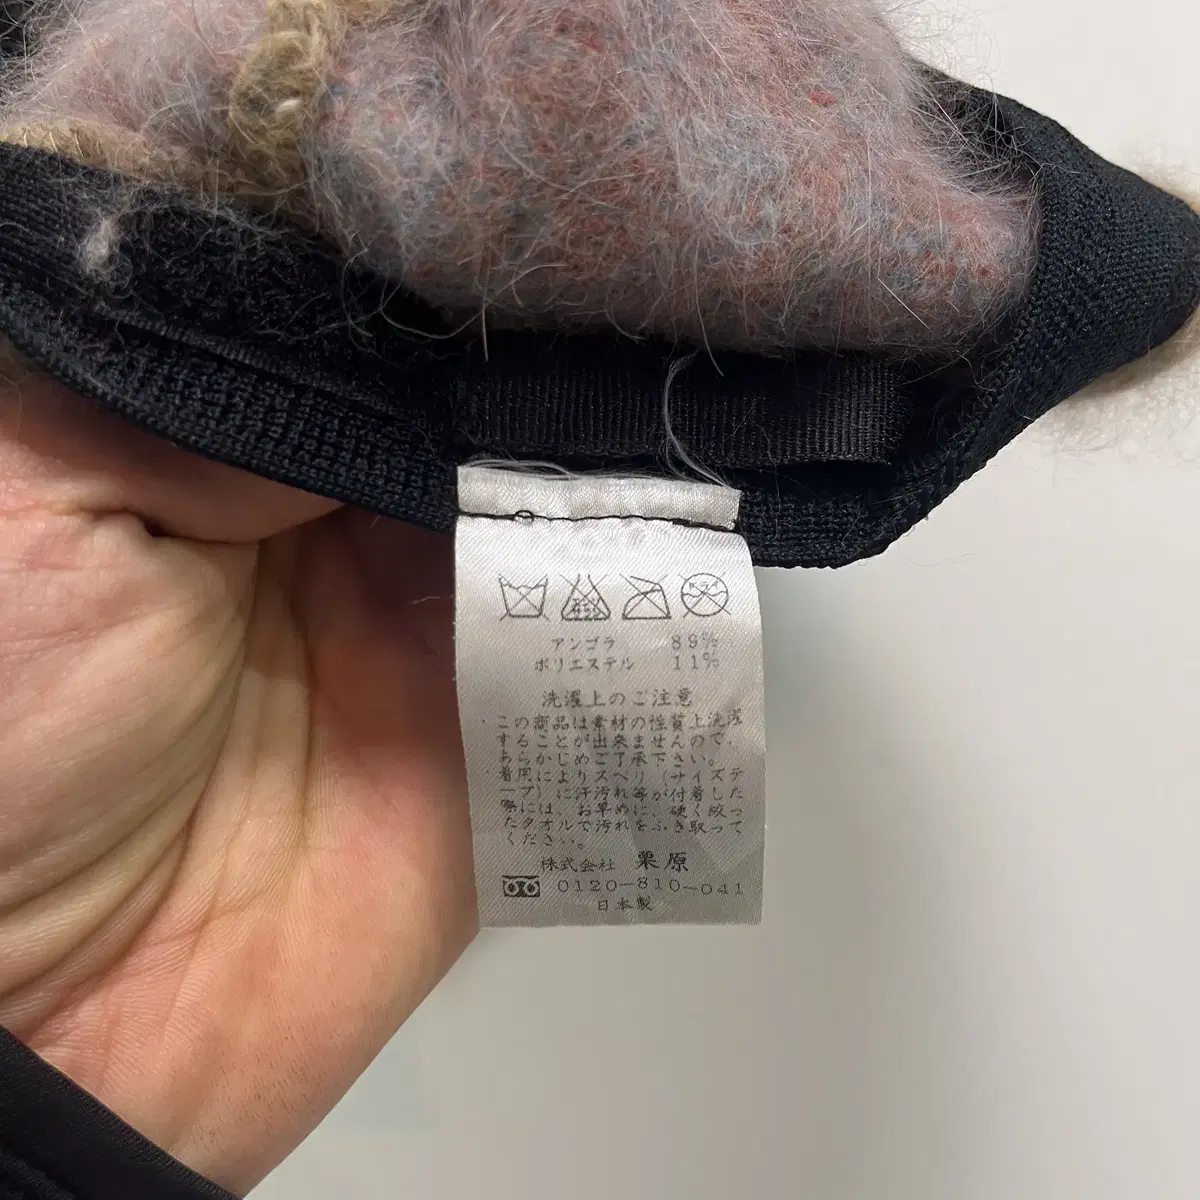 ドライ
アンゴラ 89%
ポリエステル 11%
洗濯上のご注意
・この商品は素材の性質上洗濯
することが出来ませんので、
あらかじめご了承下さい。
・着用によりスベリ(サイズテ
ープ)に汗汚れ等が付着した
際には、お早めに、硬く絞っ
たタオルで汚れをふき取って
ください。
株式会社 栗原
0120-810-041
日本製